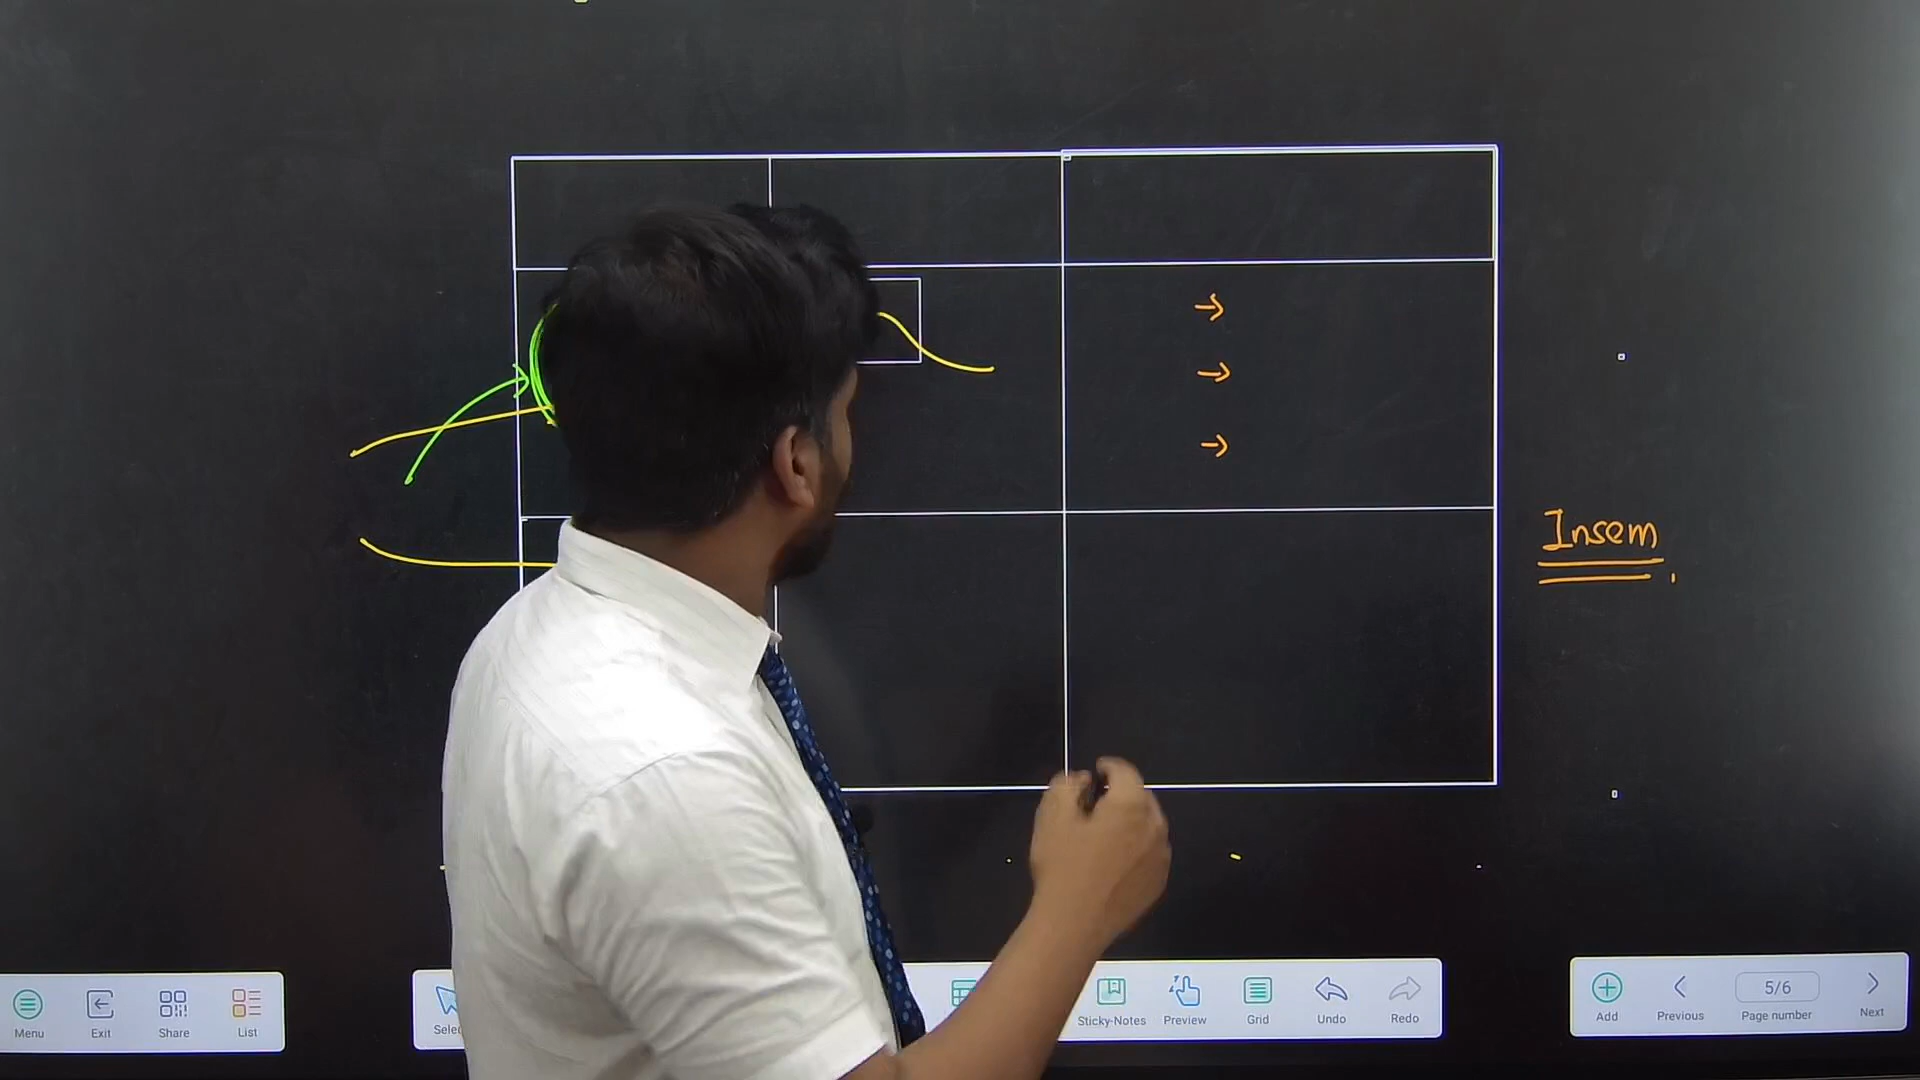 Insem
Menu
Exit
Share
List
Sticky-Notes
Preview
Grid
Undo
Redo
Add
Previous
5/6
Page number
Next